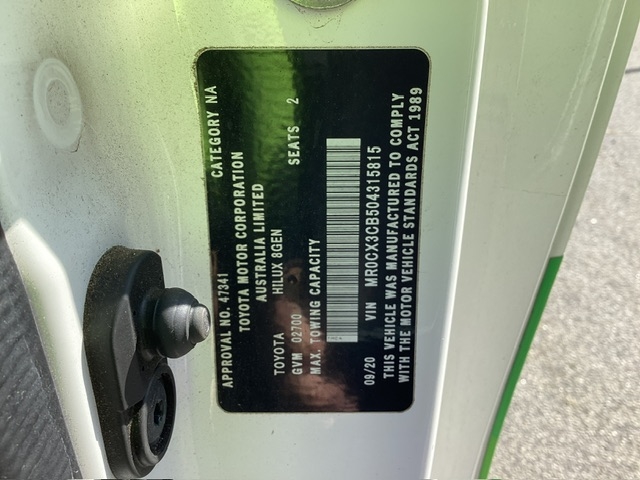 APPROVAL NO. 47341 CATEGORY NA
TOYOTA MOTOR CORPORATION
AUSTRALIA LIMITED
TOYOTA HILUX 8GEN
GVM 02700 SEATS 2
MAX. TOWING CAPACITY
09/20 VIN MR0CX3CB504315815
THIS VEHICLE WAS MANUFACTURED TO COMPLY
WITH THE MOTOR VEHICLE STANDARDS ACT 1989